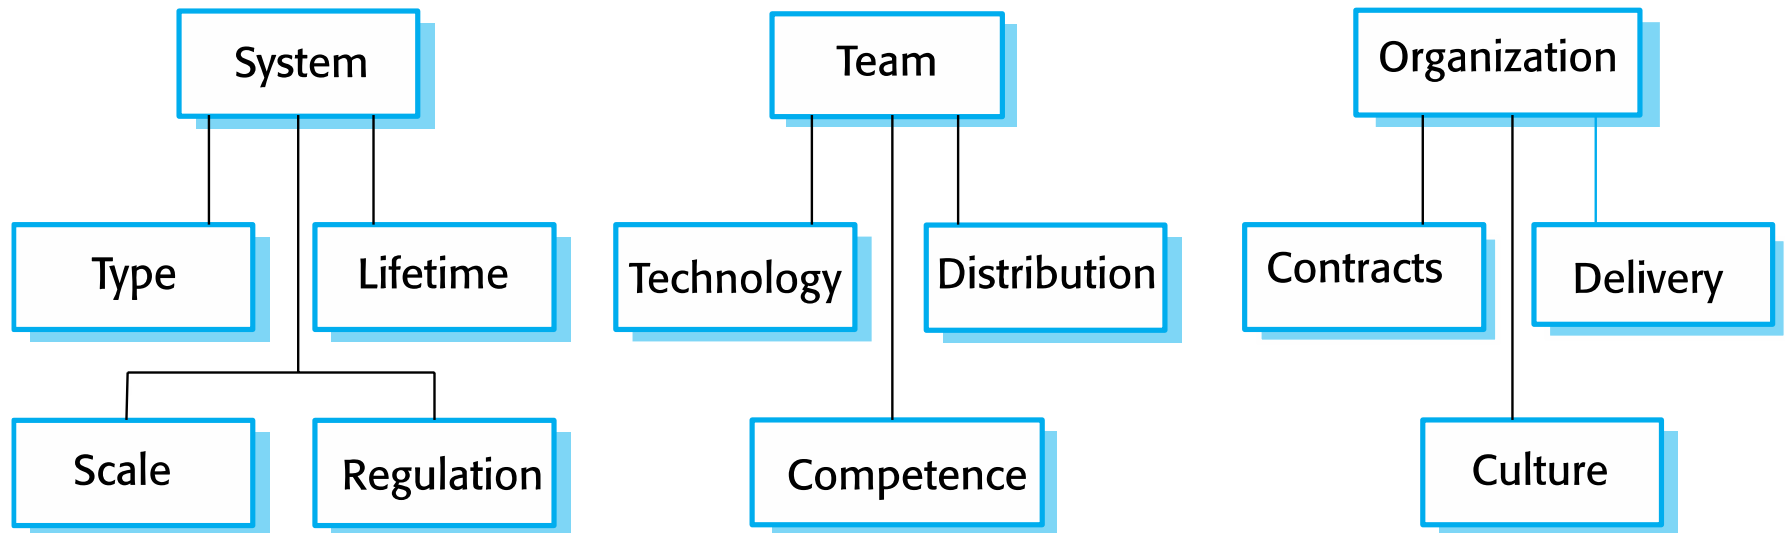 System
Team
Organization
Type
Lifetime
Technology
Distribution
Contracts
Delivery
Scale
Regulation
Competence
Culture